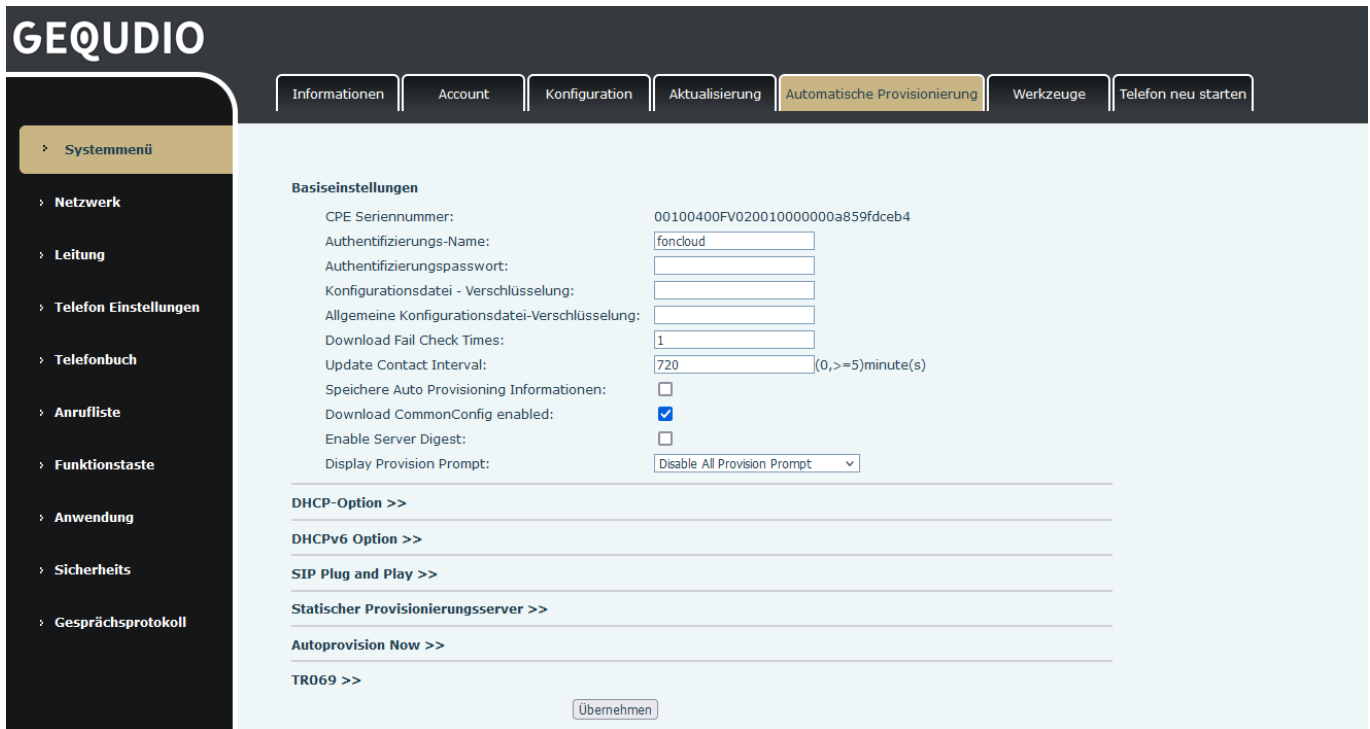 GEQUDIO
Informationen Account Konfiguration Aktualisierung Automatische Provisionierung Werkzeuge Telefon neu starten
› Systemmenü
› Netzwerk
› Leitung
› Telefon Einstellungen
› Telefonbuch
› Anrufliste
› Funktionstaste
› Anwendung
› Sicherheits
› Gesprächsprotokoll
Basiseinstellungen
CPE Seriennummer: 00100400FV020010000000a859fdceb4
Authentifizierungs-Name: foncloud
Authentifizierungspasswort:
Konfigurationsdatei - Verschlüsselung:
Allgemeine Konfigurationsdatei-Verschlüsselung:
Download Fail Check Times: 1
Update Contact Interval: 720 (0,>=5)minute(s)
Speichere Auto Provisioning Informationen:
Download CommonConfig enabled:
Enable Server Digest:
Display Provision Prompt: Disable All Provision Prompt
DHCP-Option >>
DHCPv6 Option >>
SIP Plug and Play >>
Statischer Provisionierungsserver >>
Autoprovision Now >>
TR069 >>
Übernehmen